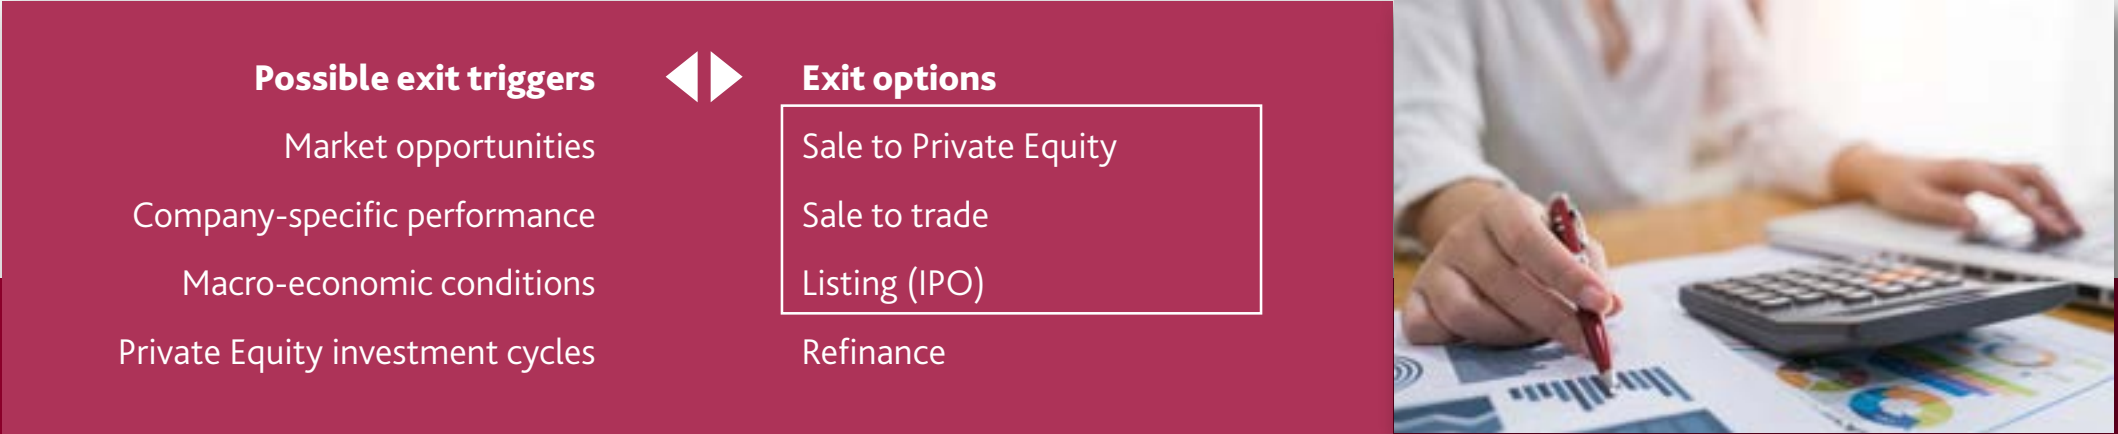 Possible exit triggers
Market opportunities
Company-specific performance
Macro-economic conditions
Private Equity investment cycles
Exit options
Sale to Private Equity
Sale to trade
Listing (IPO)
Refinance